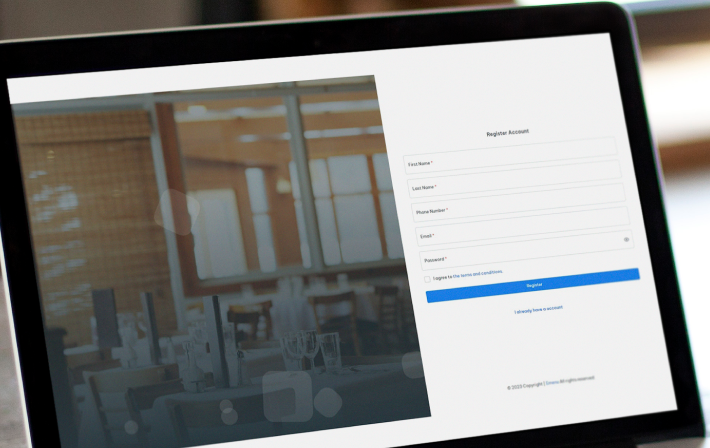 Register Account
First Name *
Last Name *
Phone Number *
Email *
Password *
I agree to the terms and conditions
Register
I already have a account
© 2023 Copyright | Emenu All rights reserved